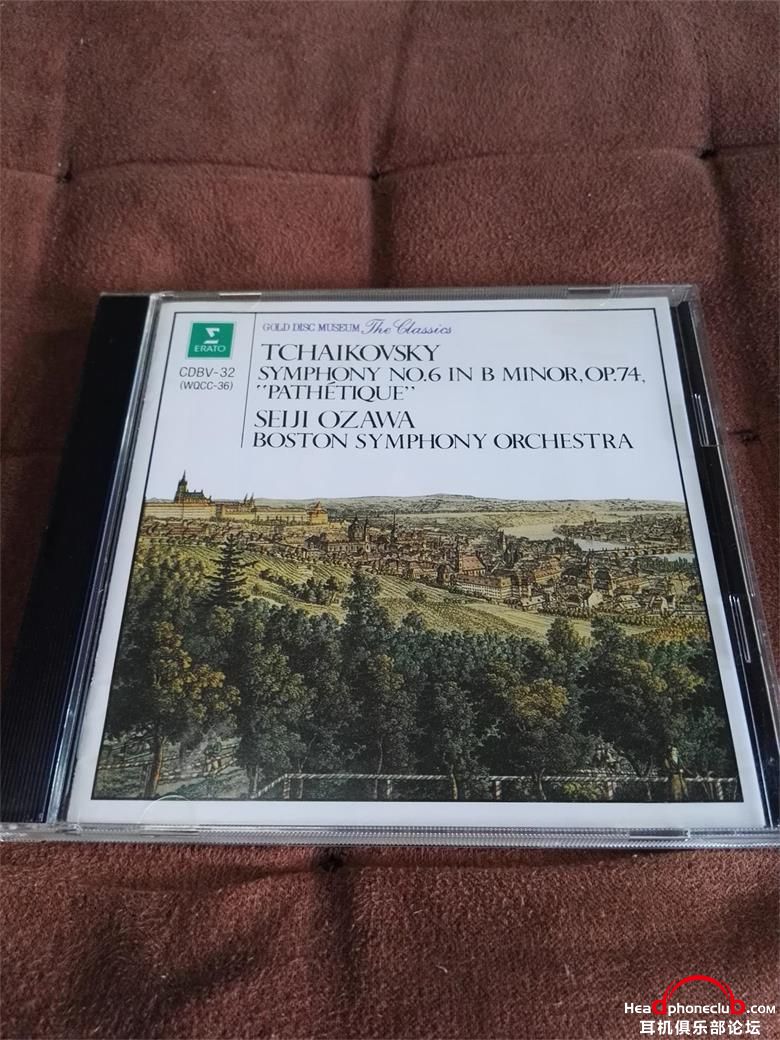 Σ
ERATO
CDBV-32
(WQCC-36)
GOLD DISC MUSEUM The Classics
TCHAIKOVSKY
SYMPHONY NO.6 IN B MINOR, OP.74,
"PATHÉTIQUE"
SEIJI OZAWA
BOSTON SYMPHONY ORCHESTRA
Headphoneclub.com
耳机俱乐部论坛